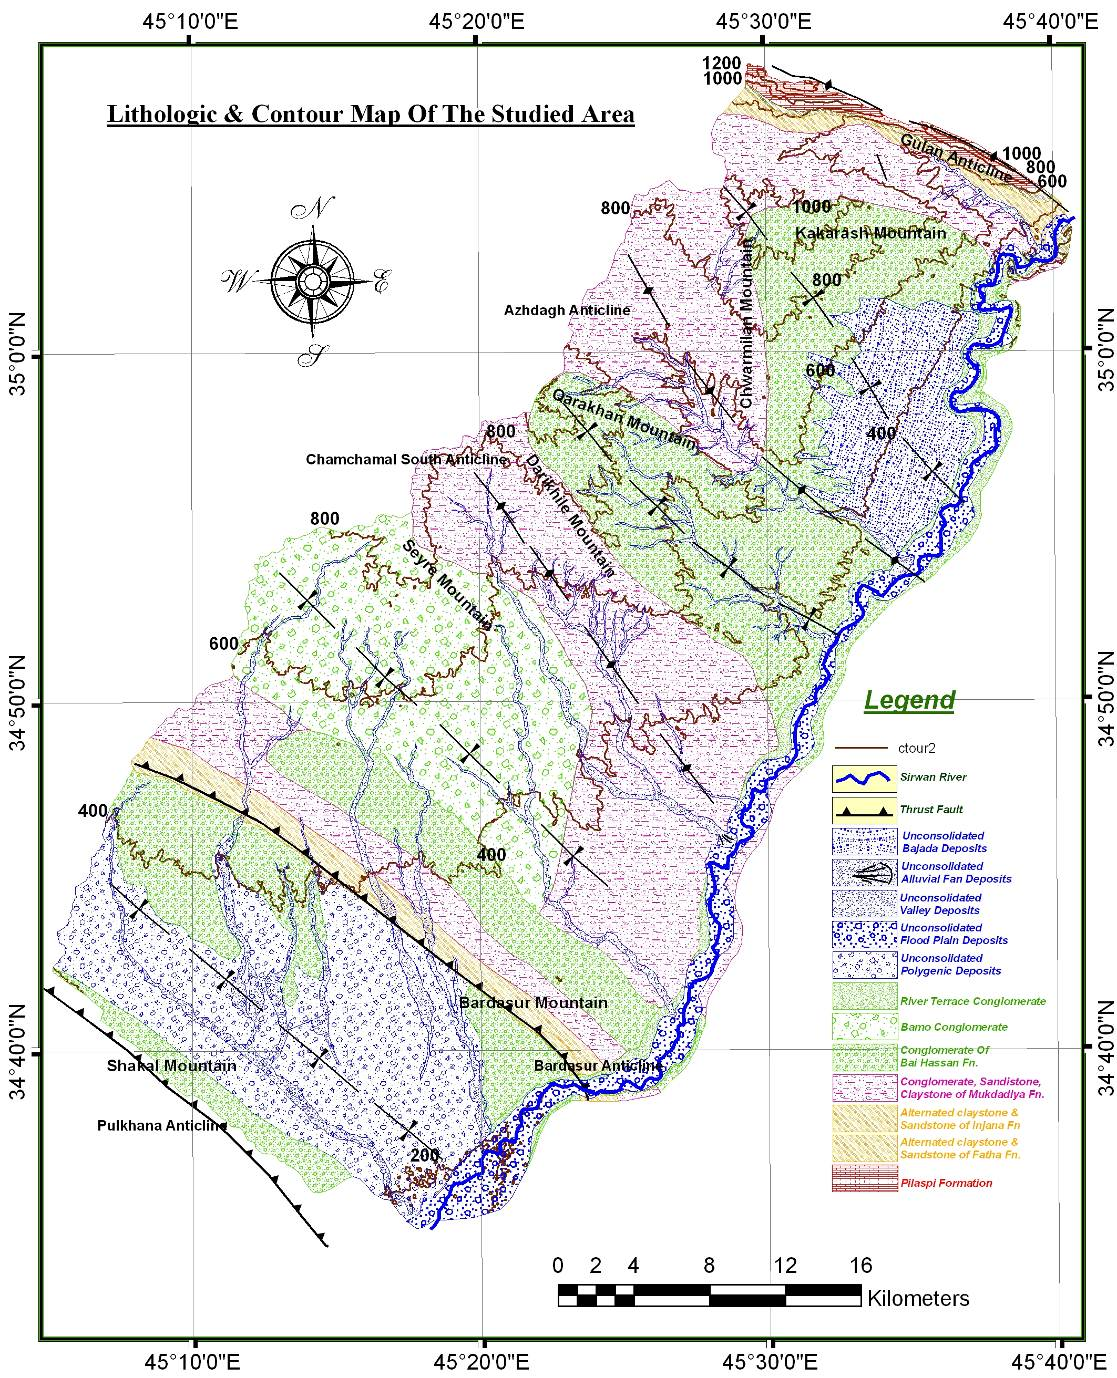 45°10'0"E 45°20'0"E 45°30'0"E 45°40'0"E
Lithologic & Contour Map Of The Studied Area
1200
1000
Gulan Anticline
1000
800
600
N
W
E
S
800
1000
Kakarash Mountain
800
Azhdagh Anticline
Chwarmilan Mountain
35°0'0"N
35°0'0"N
600
400
Qarakhan Mountain
800
Chamchamal South Anticline
Darikhile Mountain
800
Seyre Mountain
600
34°50'0"N
34°50'0"N
400
400
Bardasur Mountain
34°40'0"N
34°40'0"N
Shakal Mountain
Bardasur Anticline
Pulkhana Anticline
200
Legend
ctour2
Sirwan River
Thrust Fault
Unconsolidated
Bajada Deposits
Unconsolidated
Alluvial Fan Deposits
Unconsolidated
Valley Deposits
Unconsolidated
Flood Plain Deposits
Unconsolidated
Polygenic Deposits
River Terrace Conglomerate
Bamo Conglomerate
Conglomerate Of
Bai Hassan Fn.
Conglomerate, Sandistone,
Claystone of Mukdadiya Fn.
Alternated claystone &
Sandstone of Injana Fn
Alternated claystone &
Sandstone of Fatha Fn.
Pilaspi Formation
0 2 4 8 12 16
Kilometers
45°10'0"E 45°20'0"E 45°30'0"E 45°40'0"E